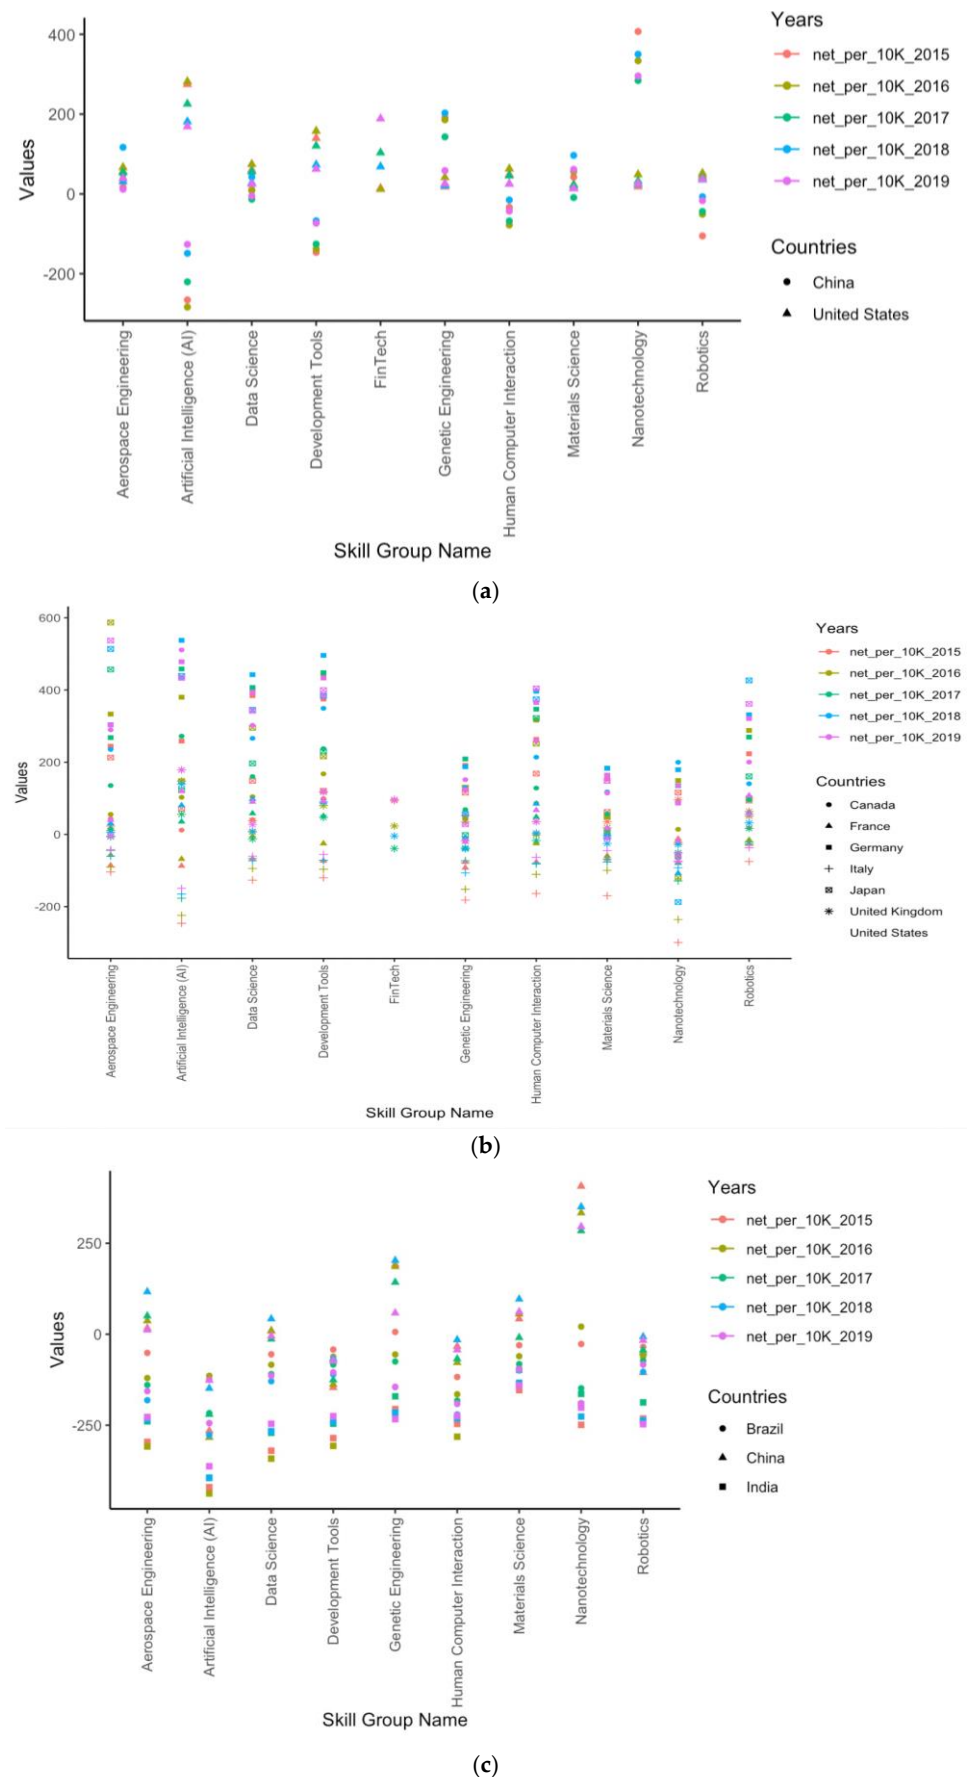 Years
net_per_10K_2015
net_per_10K_2016
net_per_10K_2017
net_per_10K_2018
net_per_10K_2019
Countries
China
United States
Values
400
200
0
-200
Aerospace Engineering
Artificial Intelligence (AI)
Data Science
Development Tools
FinTech
Genetic Engineering
Human Computer Interaction
Materials Science
Nanotechnology
Robotics
Skill Group Name
(a)
Years
net_per_10K_2015
net_per_10K_2016
net_per_10K_2017
net_per_10K_2018
net_per_10K_2019
Countries
Canada
France
Germany
Italy
Japan
United Kingdom
United States
Values
600
400
200
0
-200
Aerospace Engineering
Artificial Intelligence (AI)
Data Science
Development Tools
FinTech
Genetic Engineering
Human Computer Interaction
Materials Science
Nanotechnology
Robotics
Skill Group Name
(b)
Years
net_per_10K_2015
net_per_10K_2016
net_per_10K_2017
net_per_10K_2018
net_per_10K_2019
Countries
Brazil
China
India
Values
250
0
-250
Aerospace Engineering
Artificial Intelligence (AI)
Data Science
Development Tools
Genetic Engineering
Human Computer Interaction
Materials Science
Nanotechnology
Robotics
Skill Group Name
(c)